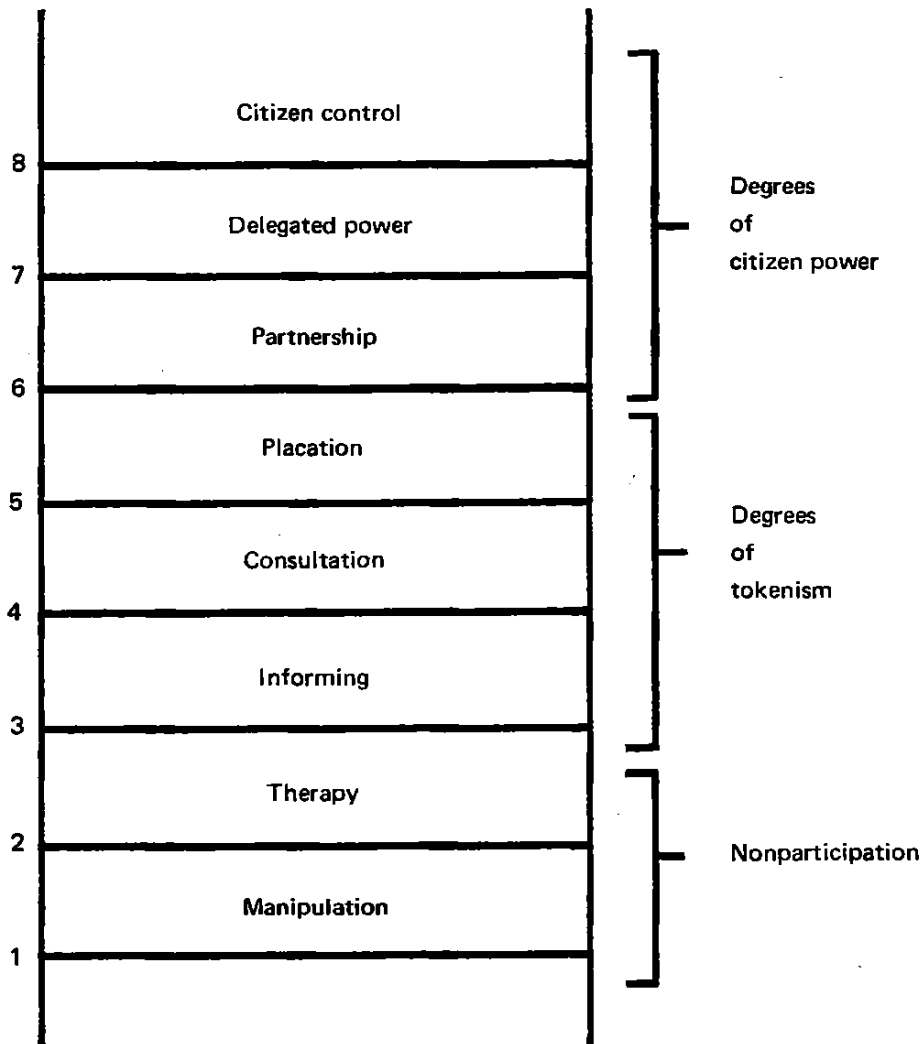 Citizen control
8
Delegated power
7
Partnership
6
Placation
5
Consultation
4
Informing
3
Therapy
2
Manipulation
1
Degrees
of
citizen power
Degrees
of
tokenism
Nonparticipation